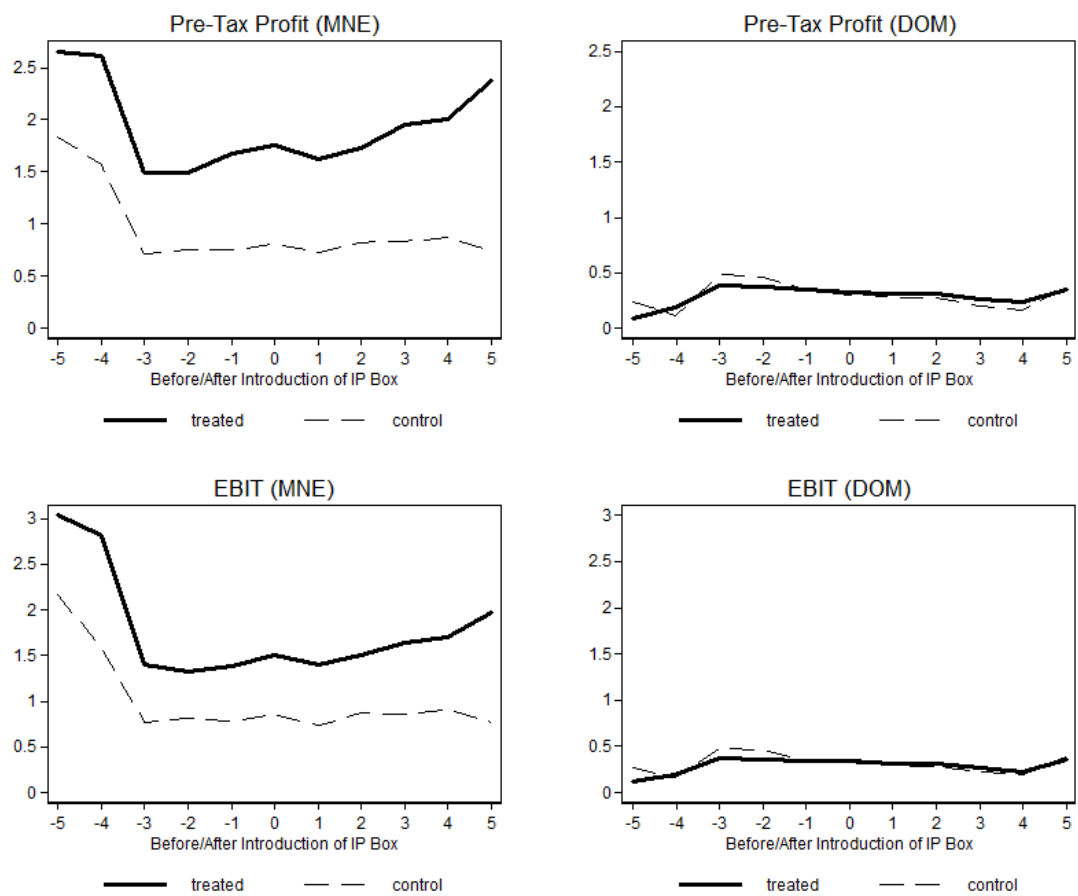 Pre-Tax Profit (MNE)
2.5
2
1.5
1
0.5
0
-5 -4 -3 -2 -1 0 1 2 3 4 5
Before/After Introduction of IP Box
treated control
Pre-Tax Profit (DOM)
2.5
2
1.5
1
0.5
0
-5 -4 -3 -2 -1 0 1 2 3 4 5
Before/After Introduction of IP Box
treated control
EBIT (MNE)
3
2.5
2
1.5
1
0.5
0
-5 -4 -3 -2 -1 0 1 2 3 4 5
Before/After Introduction of IP Box
treated control
EBIT (DOM)
3
2.5
2
1.5
1
0.5
0
-5 -4 -3 -2 -1 0 1 2 3 4 5
Before/After Introduction of IP Box
treated control